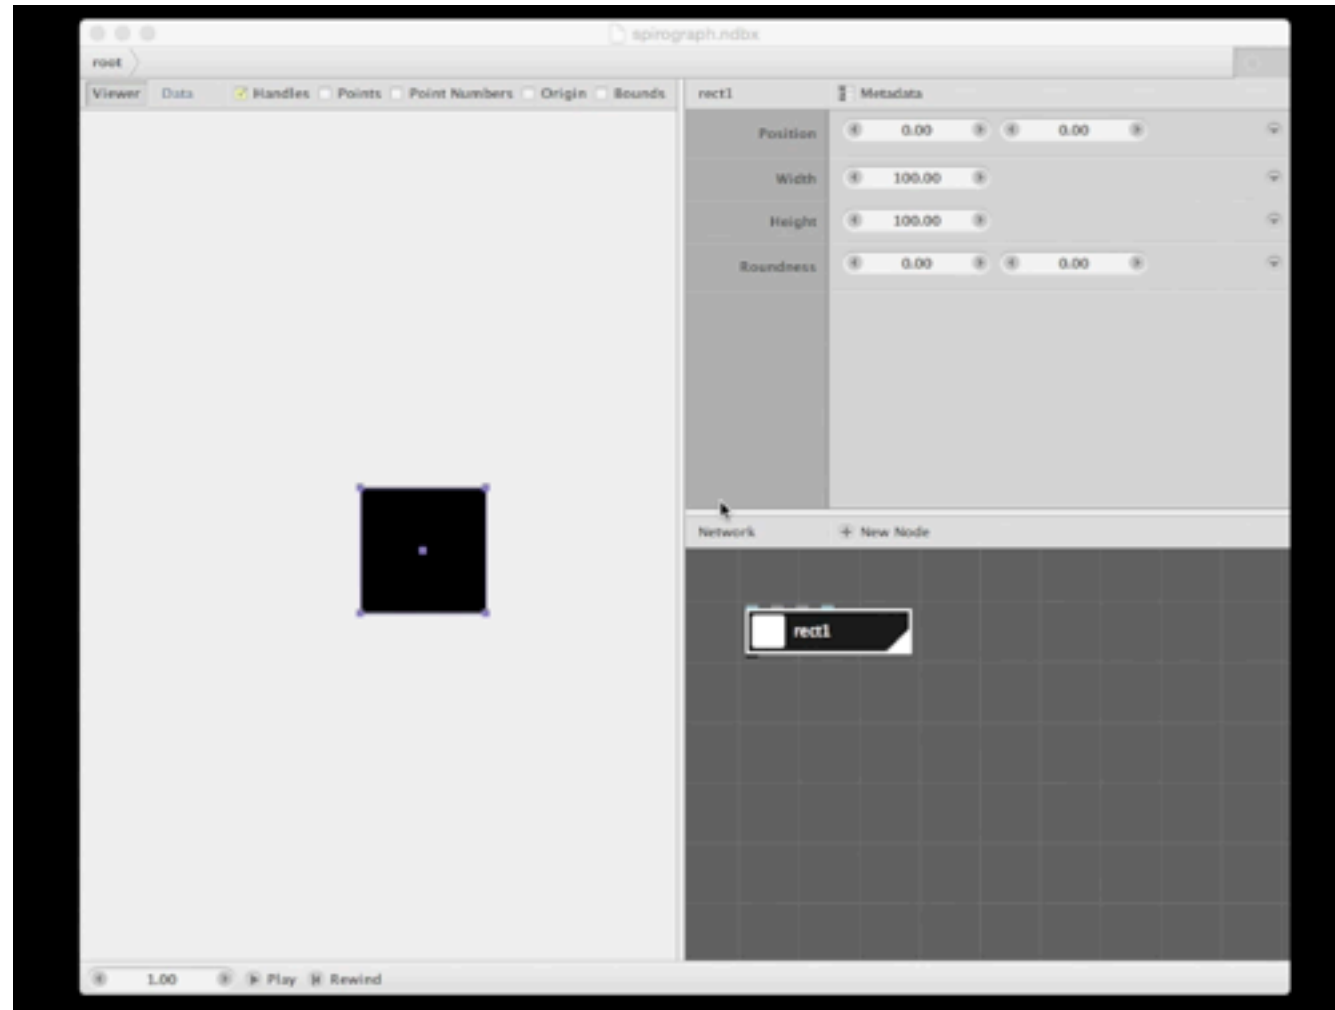 spirograph.ndbx
root
Viewer Data Handles Points Point Numbers Origin Bounds
rect1 Metadata
Position 0.00 0.00
Width 100.00
Height 100.00
Roundness 0.00 0.00
Network + New Node
rect1
1.00 Play Rewind